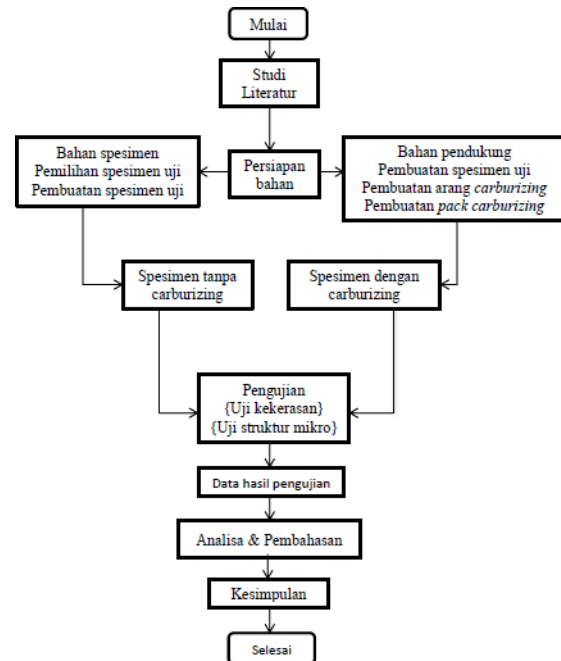 Mulai
Studi
Literatur
Bahan spesimen
Pemilihan spesimen uji
Pembuatan spesimen uji
Persiapan
bahan
Bahan pendukung
Pembuatan spesimen uji
Pembuatan arang carburizing
Pembuatan pack carburizing
Spesimen tanpa
carburizing
Spesimen dengan
carburizing
Pengujian
{Uji kekerasan}
{Uji struktur mikro}
Data hasil pengujian
Analisa & Pembahasan
Kesimpulan
Selesai